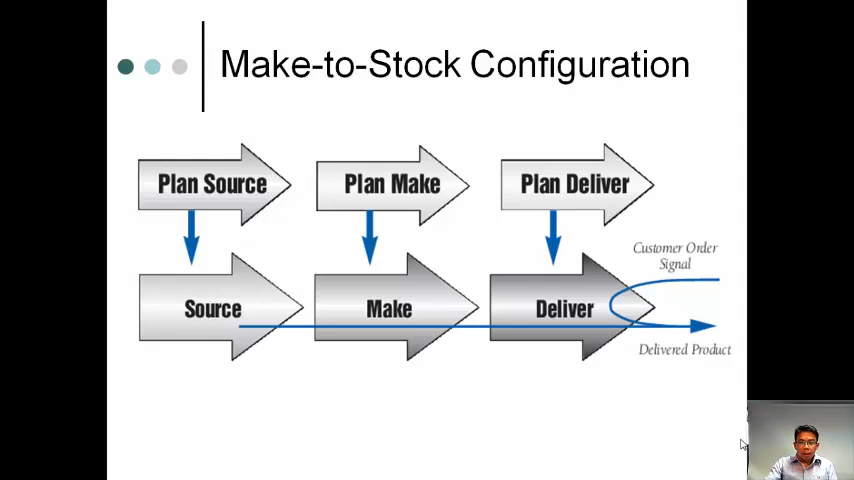 Make-to-Stock Configuration
Plan Source
Plan Make
Plan Deliver
Customer Order
Signal
Source
Make
Deliver
Delivered Product